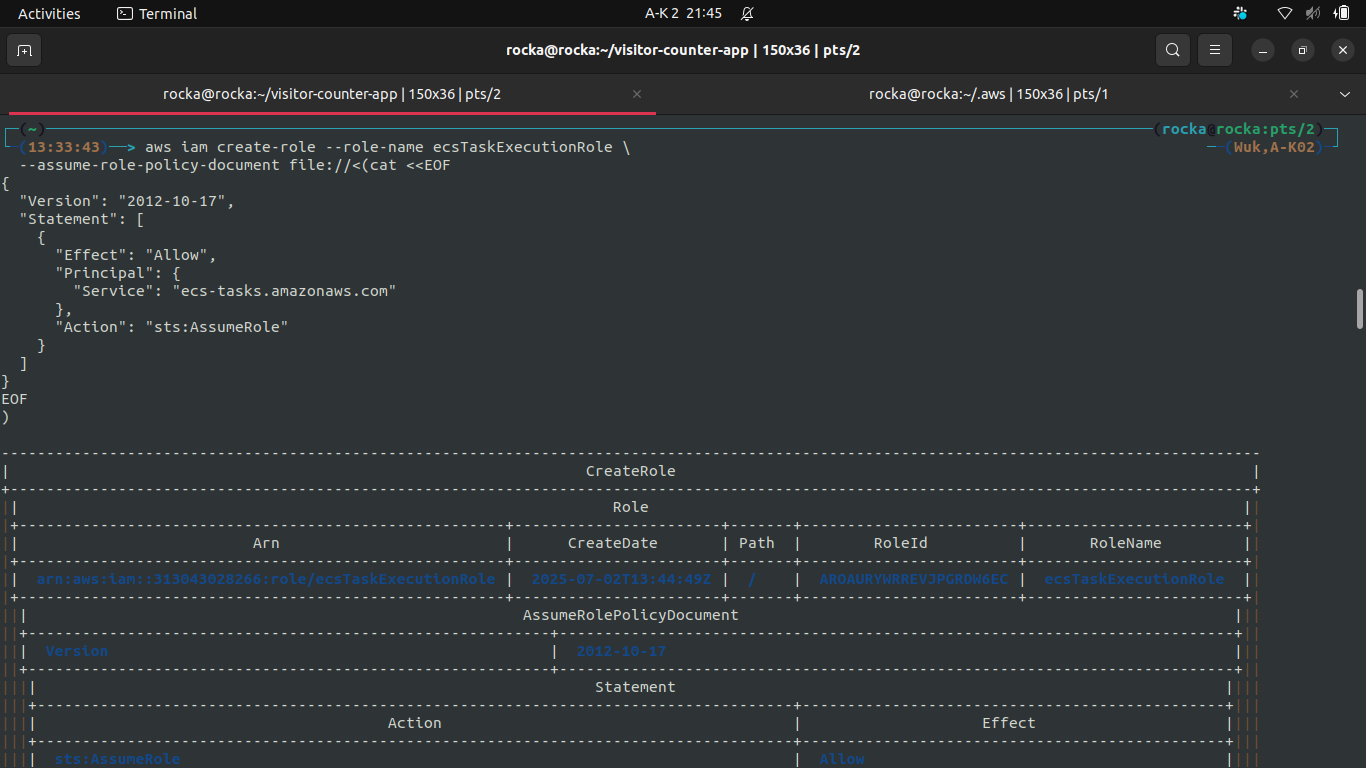 Activities Terminal A-K 2 21:45
rocka@rocka:~/visitor-counter-app | 150x36 | pts/2
rocka@rocka:~/visitor-counter-app | 150x36 | pts/2 rocka@rocka:~/.aws | 150x36 | pts/1
(~) (rocka@rocka:pts/2)
(13:33:43)──> aws iam create-role --role-name ecsTaskExecutionRole \ (Wuk,A-K02)
--assume-role-policy-document file://<(cat <<EOF
{
"Version": "2012-10-17",
"Statement": [
{
"Effect": "Allow",
"Principal": {
"Service": "ecs-tasks.amazonaws.com"
},
"Action": "sts:AssumeRole"
}
]
}
EOF
)
CreateRole
Role
Arn | CreateDate | Path | RoleId | RoleName
arn:aws:iam::313043028266:role/ecsTaskExecutionRole | 2025-07-02T13:44:49Z | / | AROAURYWRREVJPGRDW6EC | ecsTaskExecutionRole
AssumeRolePolicyDocument
Version | 2012-10-17
Statement
Action | Effect
sts:AssumeRole | Allow